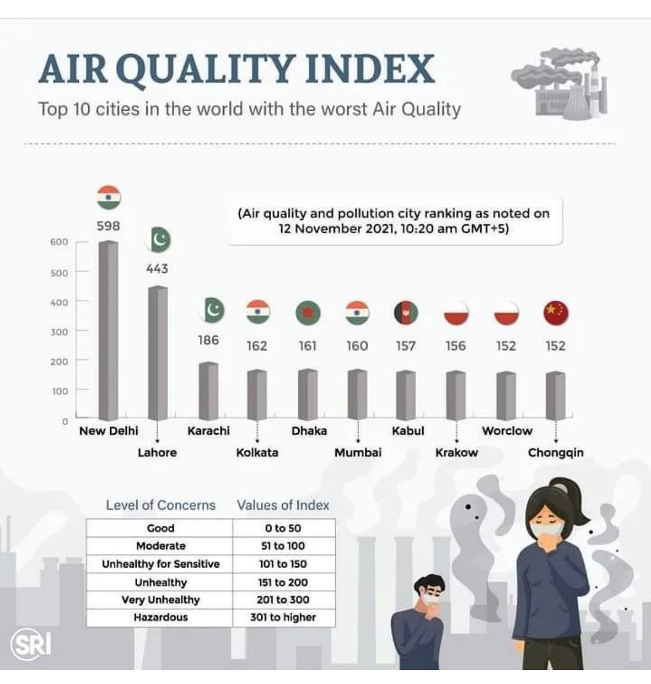 AIR QUALITY INDEX
Top 10 cities in the world with the worst Air Quality
(Air quality and pollution city ranking as noted on
12 November 2021, 10:20 am GMT+5)
598
443
186
162
161
160
157
156
152
152
600
500
400
300
200
100
0
New Delhi
Lahore
Karachi
Kolkata
Dhaka
Mumbai
Kabul
Krakow
Worclow
Chongqin
Level of Concerns Values of Index
Good 0 to 50
Moderate 51 to 100
Unhealthy for Sensitive 101 to 150
Unhealthy 151 to 200
Very Unhealthy 201 to 300
Hazardous 301 to higher
SRI